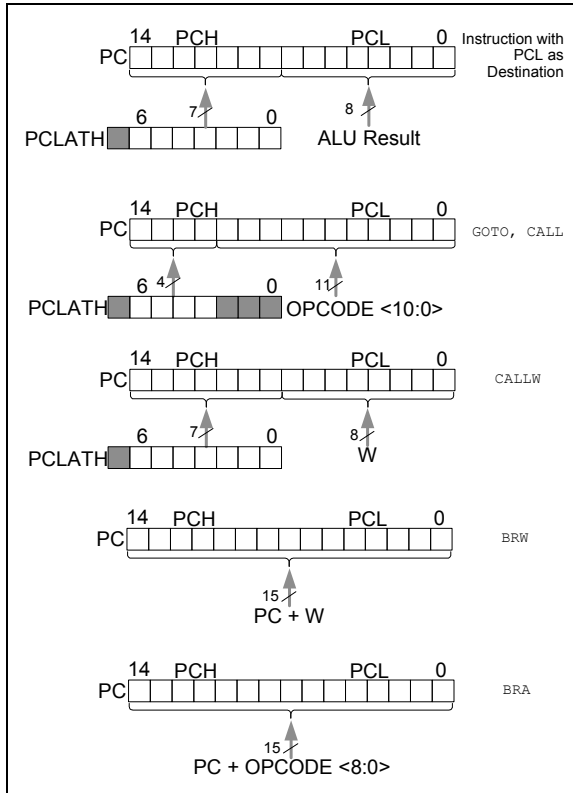 14 PCH PCL 0
PC
Instruction with
PCL as
Destination
7 8
6 0
PCLATH
ALU Result
14 PCH PCL 0
PC
GOTO, CALL
4 11
6 0
PCLATH
OPCODE <10:0>
14 PCH PCL 0
PC
CALLW
7 8
6 0
W
PCLATH
14 PCH PCL 0
PC
BRW
15
PC + W
14 PCH PCL 0
PC
BRA
15
PC + OPCODE <8:0>